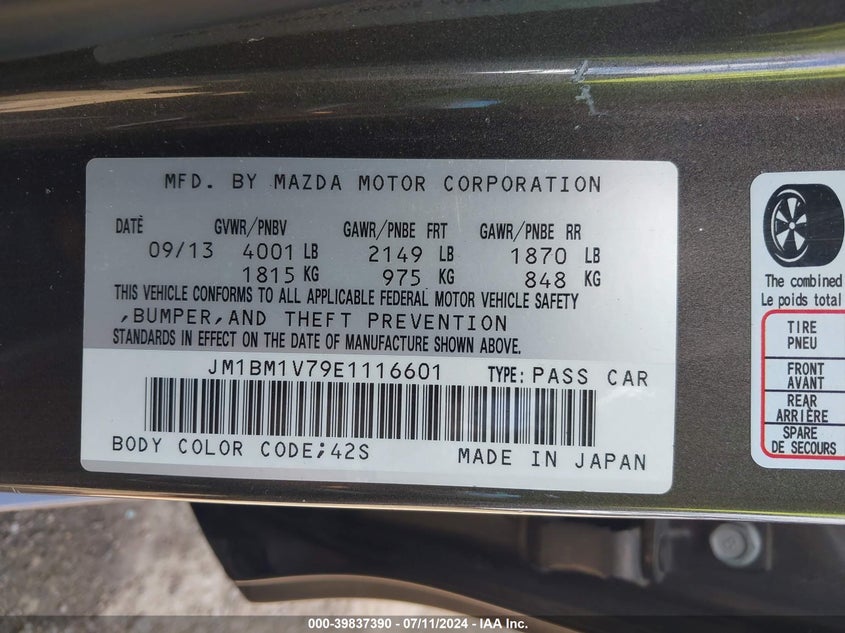 MFD. BY MAZDA MOTOR CORPORATION
DATE GVWR/PNBV GAWR/PNBE FRT GAWR/PNBE RR
09/13 4001 LB 2149 LB 1870 LB
1815 KG 975 KG 848 KG
THIS VEHICLE CONFORMS TO ALL APPLICABLE FEDERAL MOTOR VEHICLE SAFETY
,BUMPER,AND THEFT PREVENTION
STANDARDS IN EFFECT ON THE DATE OF MANUFACTURE SHOWN ABOVE.
JM1BM1V79E1116601 TYPE: PASS CAR
BODY COLOR CODE;42S MADE IN JAPAN
The combined
Le poids total
TIRE
PNEU
FRONT
AVANT
REAR
ARRIÈRE
SPARE
DE SECOURS
000-39837390 - 07/11/2024 - IAA Inc.